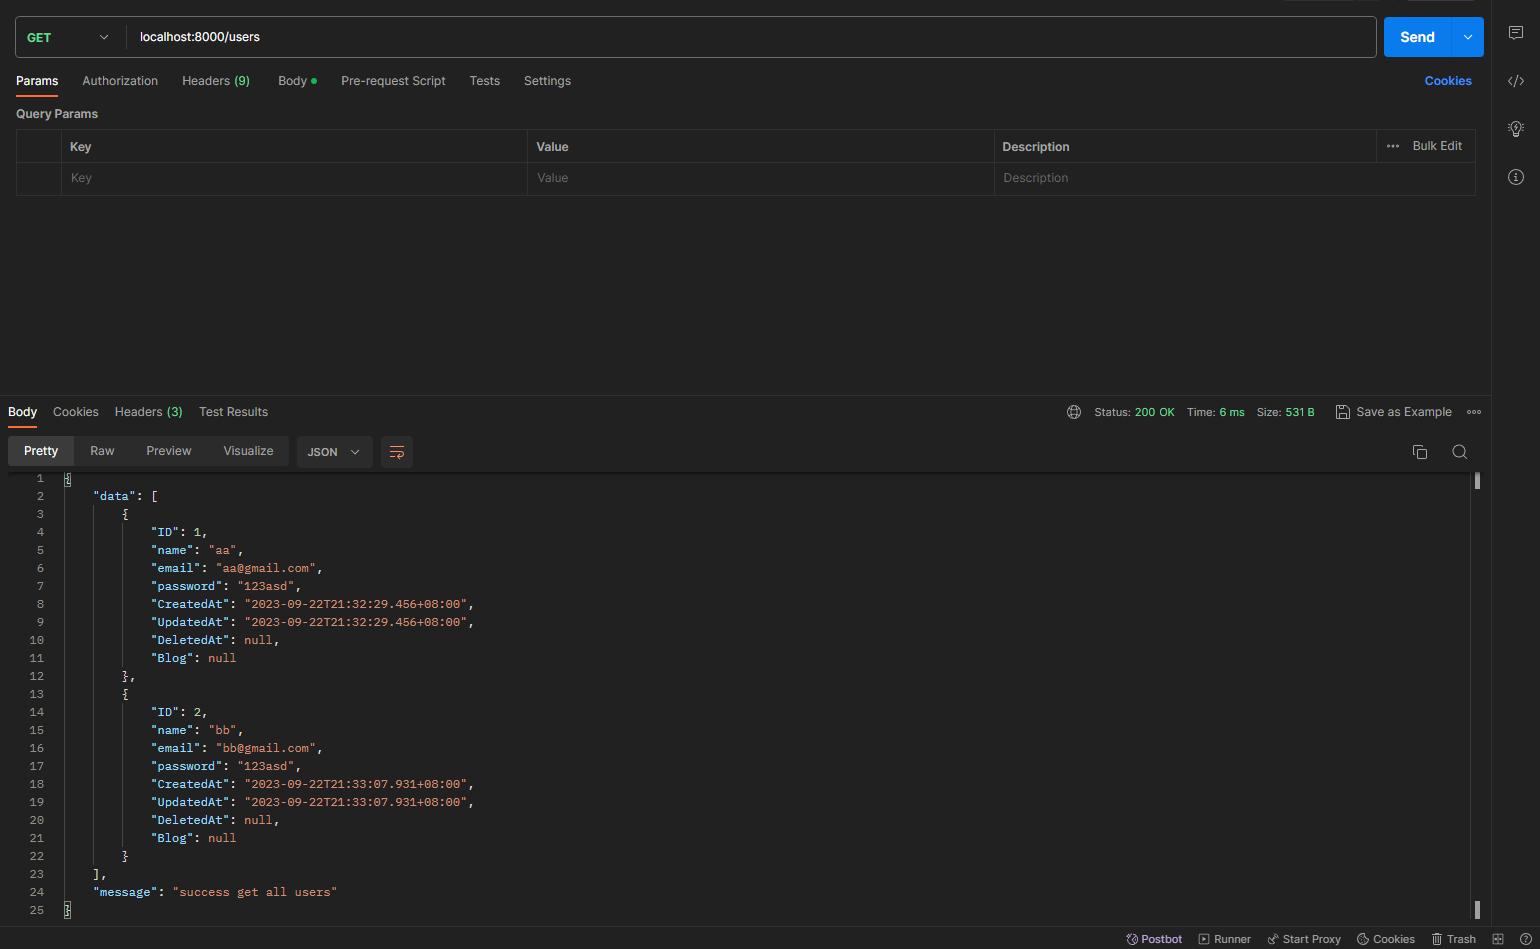 GET localhost:8000/users Send
Params Authorization Headers (9) Body Pre-request Script Tests Settings Cookies
Query Params
Key Value Description ••• Bulk Edit
Key Value Description
Body Cookies Headers (3) Test Results Status: 200 OK Time: 6 ms Size: 531 B Save as Example
Pretty Raw Preview Visualize JSON
1 {
2 "data": [
3 {
4 "ID": 1,
5 "name": "aa",
6 "email": "aa@gmail.com",
7 "password": "123asd",
8 "CreatedAt": "2023-09-22T21:32:29.456+08:00",
9 "UpdatedAt": "2023-09-22T21:32:29.456+08:00",
10 "DeletedAt": null,
11 "Blog": null
12 },
13 {
14 "ID": 2,
15 "name": "bb",
16 "email": "bb@gmail.com",
17 "password": "123asd",
18 "CreatedAt": "2023-09-22T21:33:07.931+08:00",
19 "UpdatedAt": "2023-09-22T21:33:07.931+08:00",
20 "DeletedAt": null,
21 "Blog": null
22 }
23 ],
24 "message": "success get all users"
25 }
Postbot Runner Start Proxy Cookies Trash